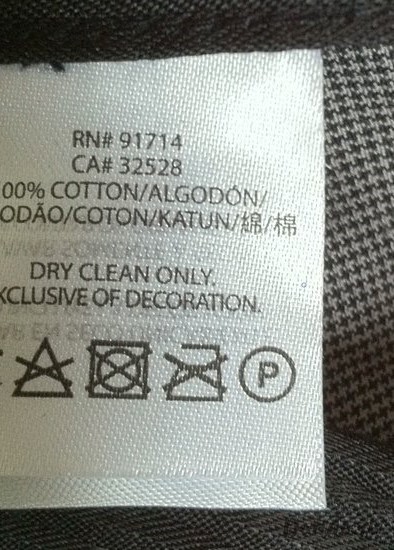 RN# 91714
CA# 32528
00% COTTON/ALGODÓN/
ODÃO/COTON/KATUN/綿/棉
DRY CLEAN ONLY.
XCLUSIVE OF DECORATION.
P